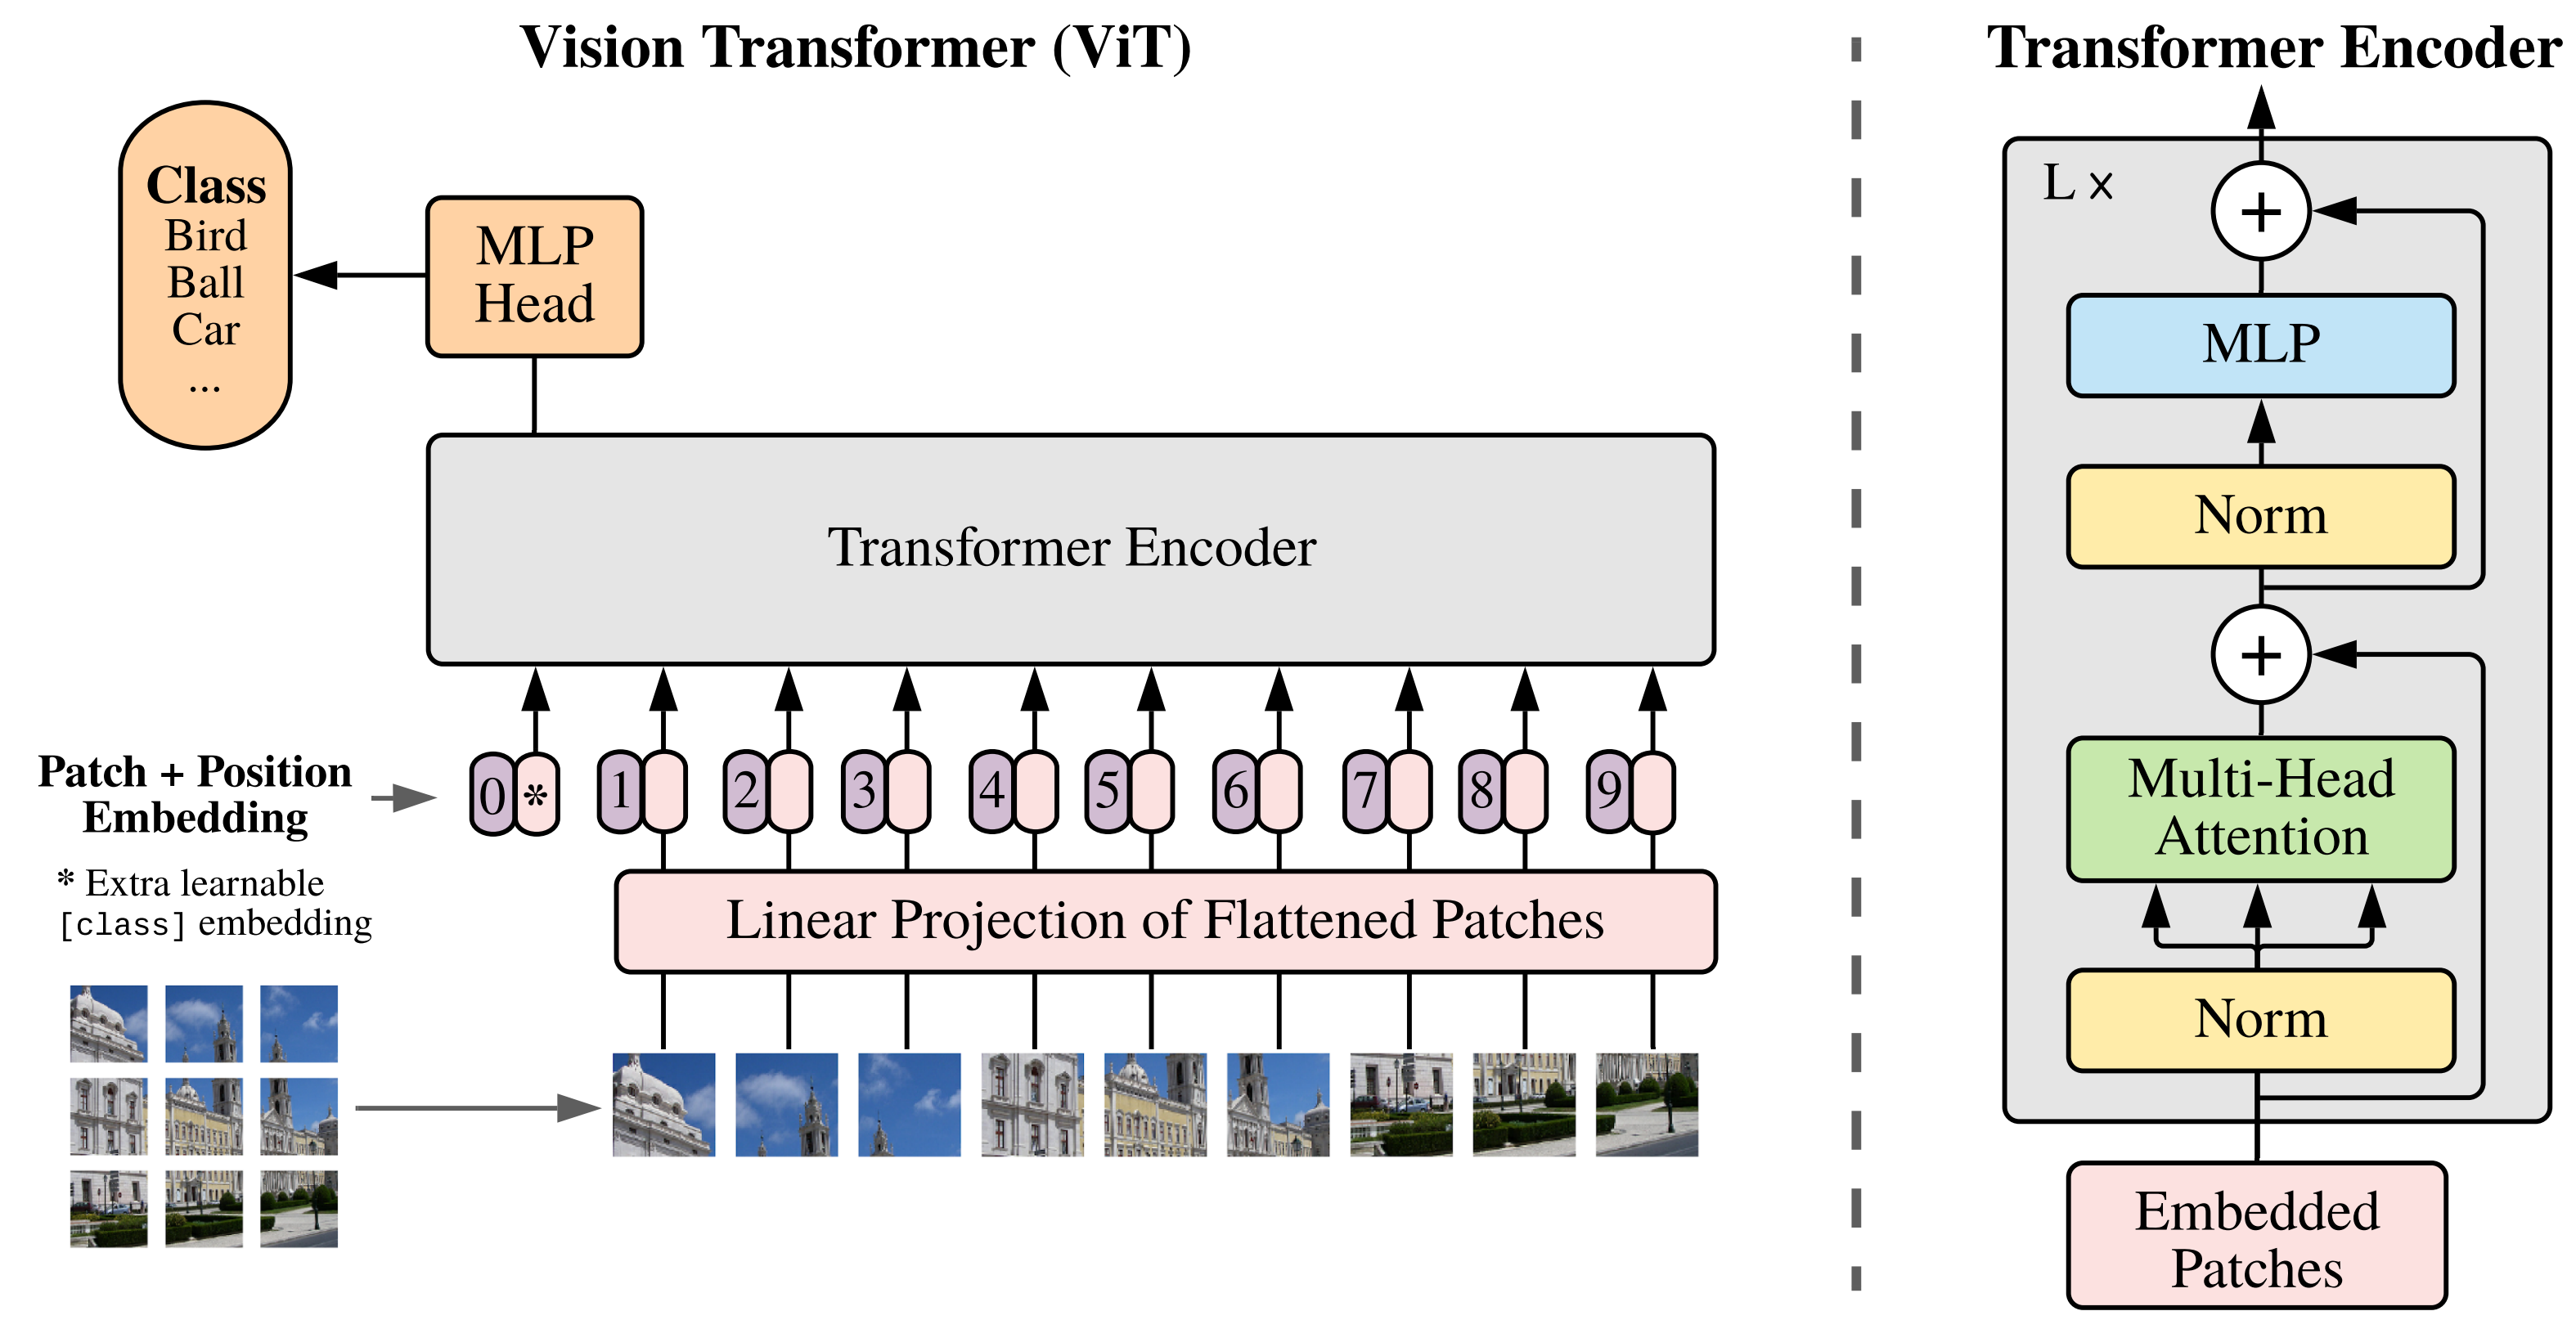 Vision Transformer (ViT)
Class
Bird
Ball
Car
...
MLP
Head
Transformer Encoder
Patch + Position
Embedding
0 * 1 2 3 4 5 6 7 8 9
* Extra learnable
[class] embedding
Linear Projection of Flattened Patches
Transformer Encoder
L x
+
MLP
Norm
+
Multi-Head
Attention
Norm
Embedded
Patches